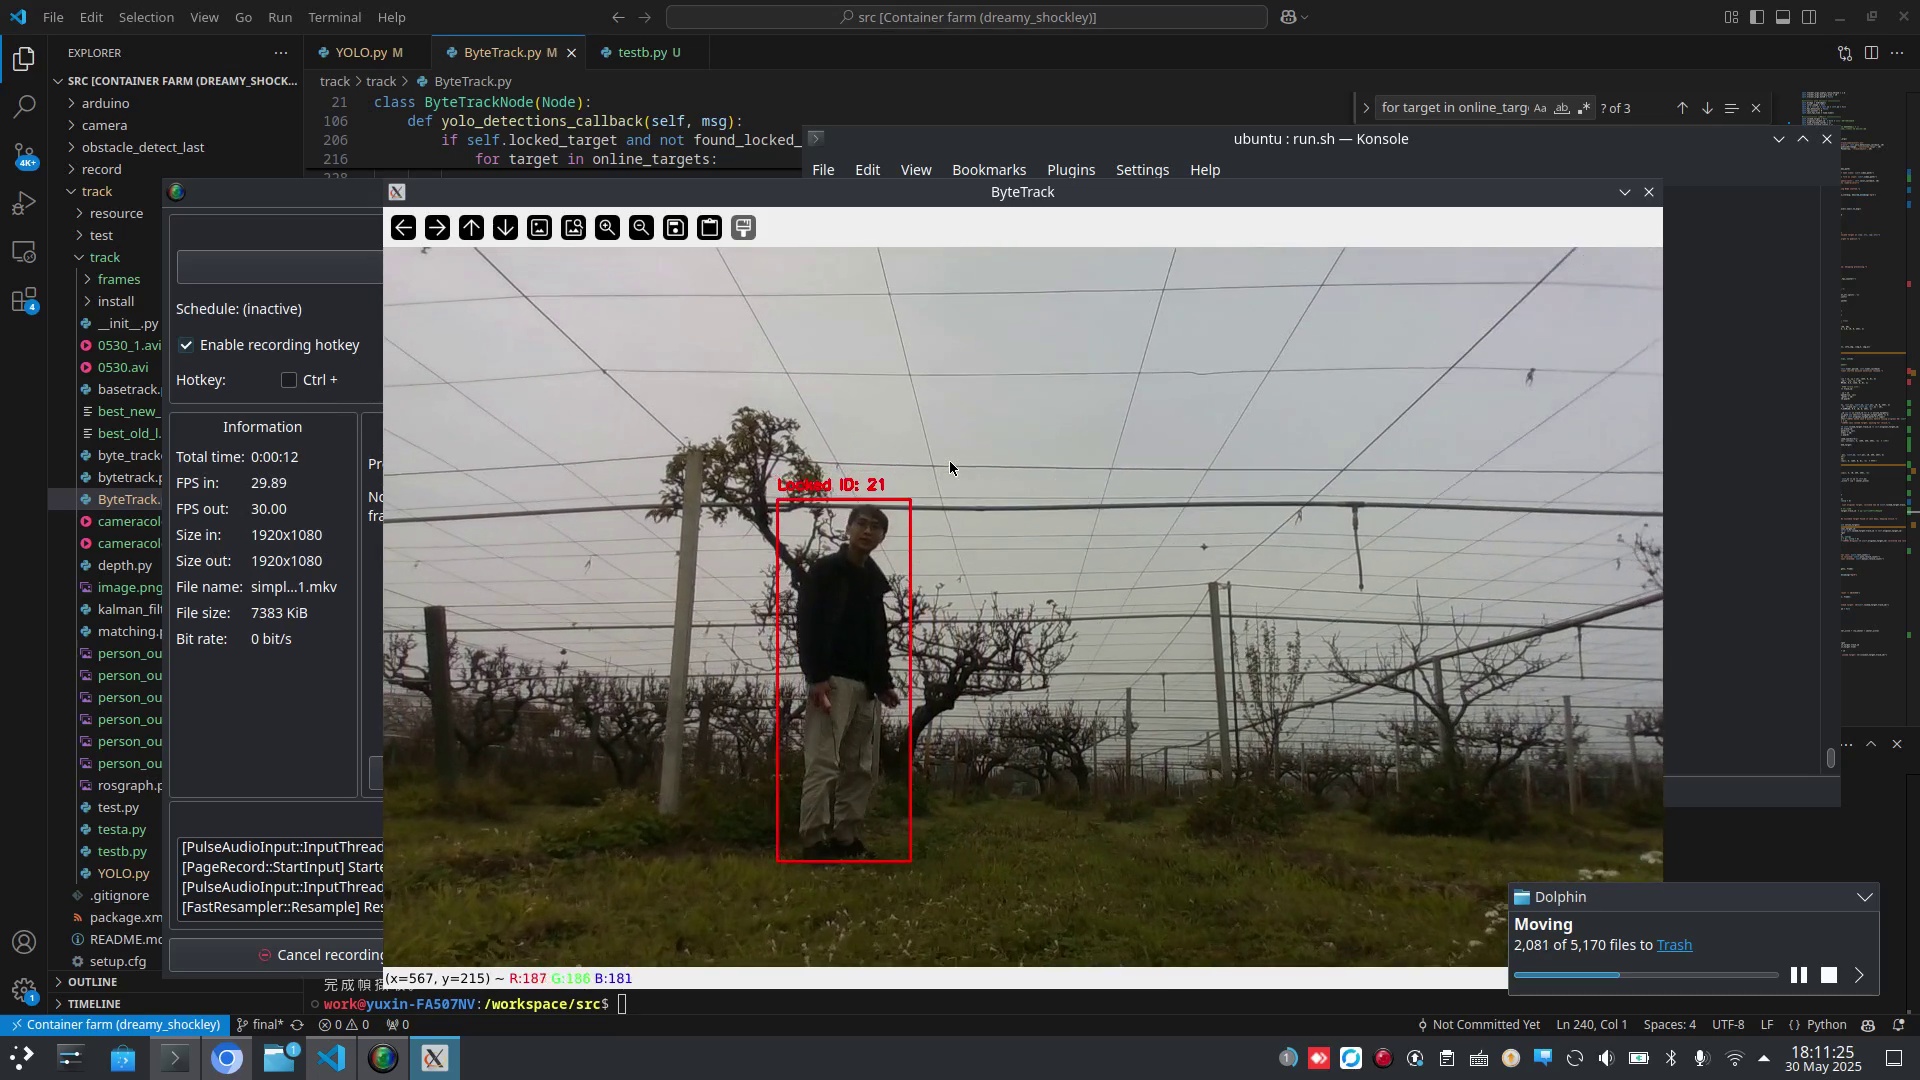 File Edit Selection View Go Run Terminal Help
src [Container farm (dreamy_shockley)]
EXPLORER
YOLO.py M
ByteTrack.py M
testb.py U
SRC [CONTAINER FARM (DREAMY_SHOCK...
track > track > ByteTrack.py
arduino
camera
obstacle_detect_last
record
track
resource
test
track
frames
install
__init__.py
0530_1.avi
0530.avi
basetrack.
best_new_
best_old_l.
byte_track
bytetrack.p
ByteTrack.
cameracol
cameracol
depth.py
image.png
kalman_filt
matching.p
person_ou
person_ou
person_ou
person_ou
person_ou
person_ou
rosgraph.p
test.py
testa.py
testb.py
YOLO.py
.gitignore
package.xm
README.md
setup.cfg
OUTLINE
TIMELINE
4K+
4
1
21 class ByteTrackNode(Node):
106 def yolo_detections_callback(self, msg):
206 if self.locked_target and not found_locked_
216 for target in online_targets:
for target in online_targ
Aa ab
? of 3
ubuntu : run.sh — Konsole
File Edit View Bookmarks Plugins Settings Help
ByteTrack
Schedule: (inactive)
Enable recording hotkey
Hotkey: Ctrl +
Information
Total time: 0:00:12
FPS in: 29.89
FPS out: 30.00
Size in: 1920x1080
Size out: 1920x1080
File name: simpl...1.mkv
File size: 7383 KiB
Bit rate: 0 bit/s
Pr
No
fra
[PulseAudioInput::InputThread
[PageRecord::StartInput] Starte
[PulseAudioInput::InputThread
[FastResampler::Resample] Res
Cancel recording
Locked ID: 21
(x=567, y=215) ~ R:187 G:186 B:181
work@yuxin-FA507NV:/workspace/src$
Dolphin
Moving
2,081 of 5,170 files to Trash
Container farm (dreamy_shockley)
final*
0 0
0
Not Committed Yet
Ln 240, Col 1
Spaces: 4
UTF-8
LF
{} Python
1
1
18:11:25
30 May 2025